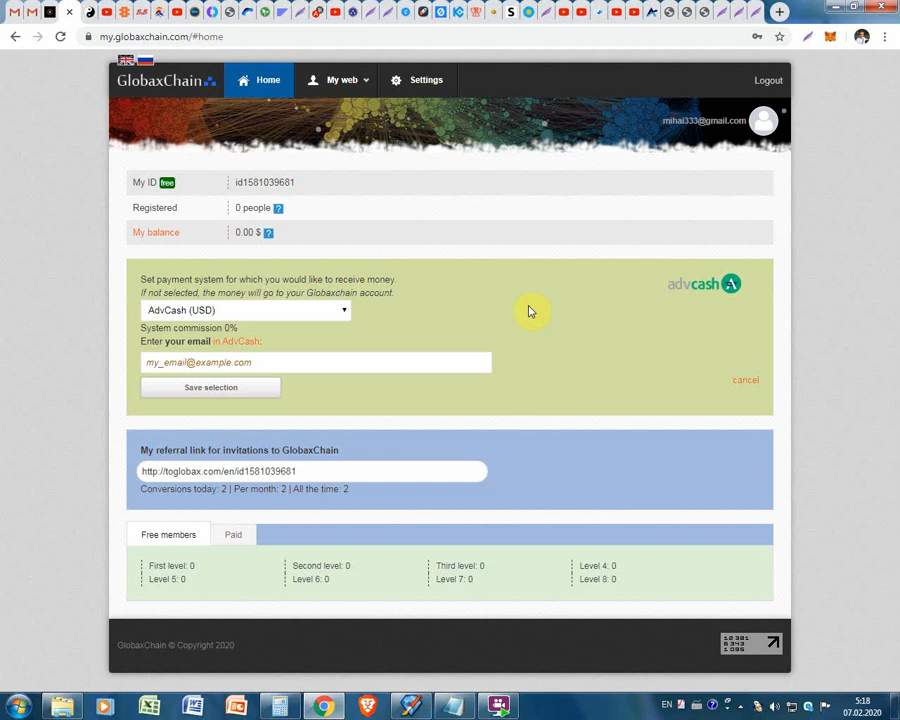 my.globaxchain.com/#home
GlobaxChain
Home
My web
Settings
Logout
mihai333@gmail.com
My ID free
id1581039681
Registered
0 people ?
My balance
0.00 $ ?
Set payment system for which you would like to receive money.
If not selected, the money will go to your Globaxchain account.
advcash
AdvCash (USD)
System commission 0%
Enter your email in AdvCash:
my_email@example.com
cancel
Save selection
My referral link for invitations to GlobaxChain
http://toglobax.com/en/id1581039681
Conversions today: 2 | Per month: 2 | All the time: 2
Free members
Paid
First level: 0
Second level: 0
Third level: 0
Level 4: 0
Level 5: 0
Level 6: 0
Level 7: 0
Level 8: 0
GlobaxChain © Copyright 2020
12381
6343
1095
EN
5:18
07.02.2020